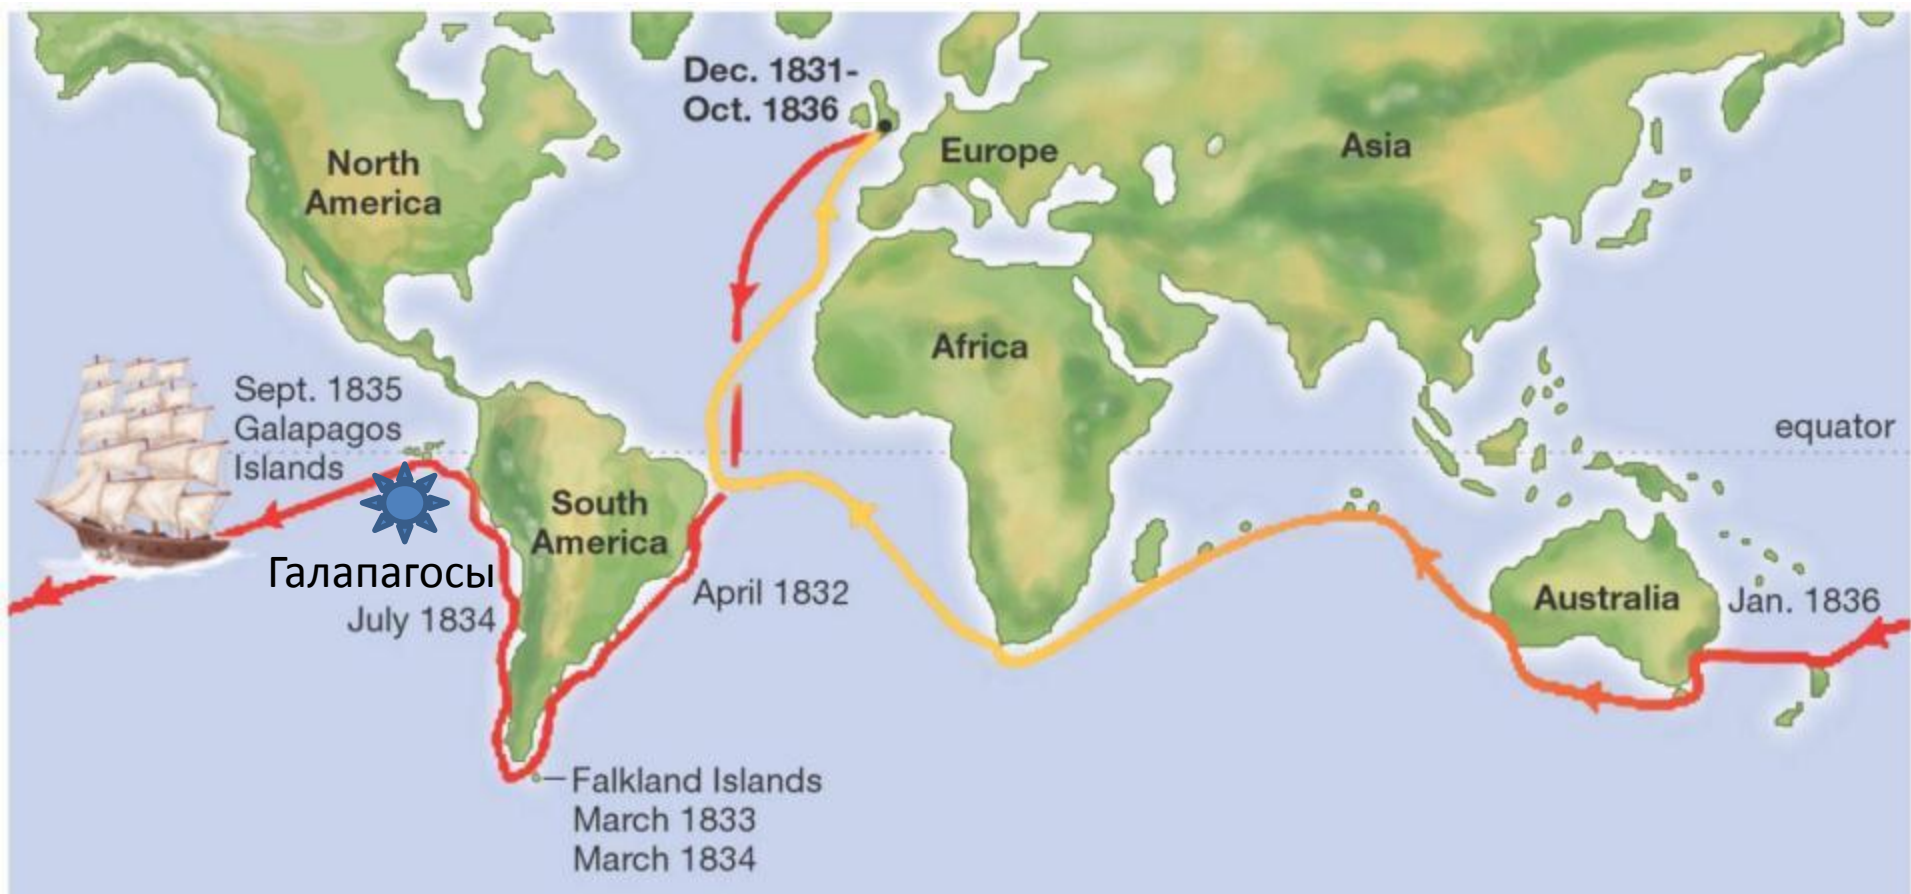 Dec. 1831-
Oct. 1836
North
America
Europe
Asia
Africa
Sept. 1835
Galapagos
Islands
equator
South
America
Галапагосы
July 1834
April 1832
Australia
Jan. 1836
Falkland Islands
March 1833
March 1834